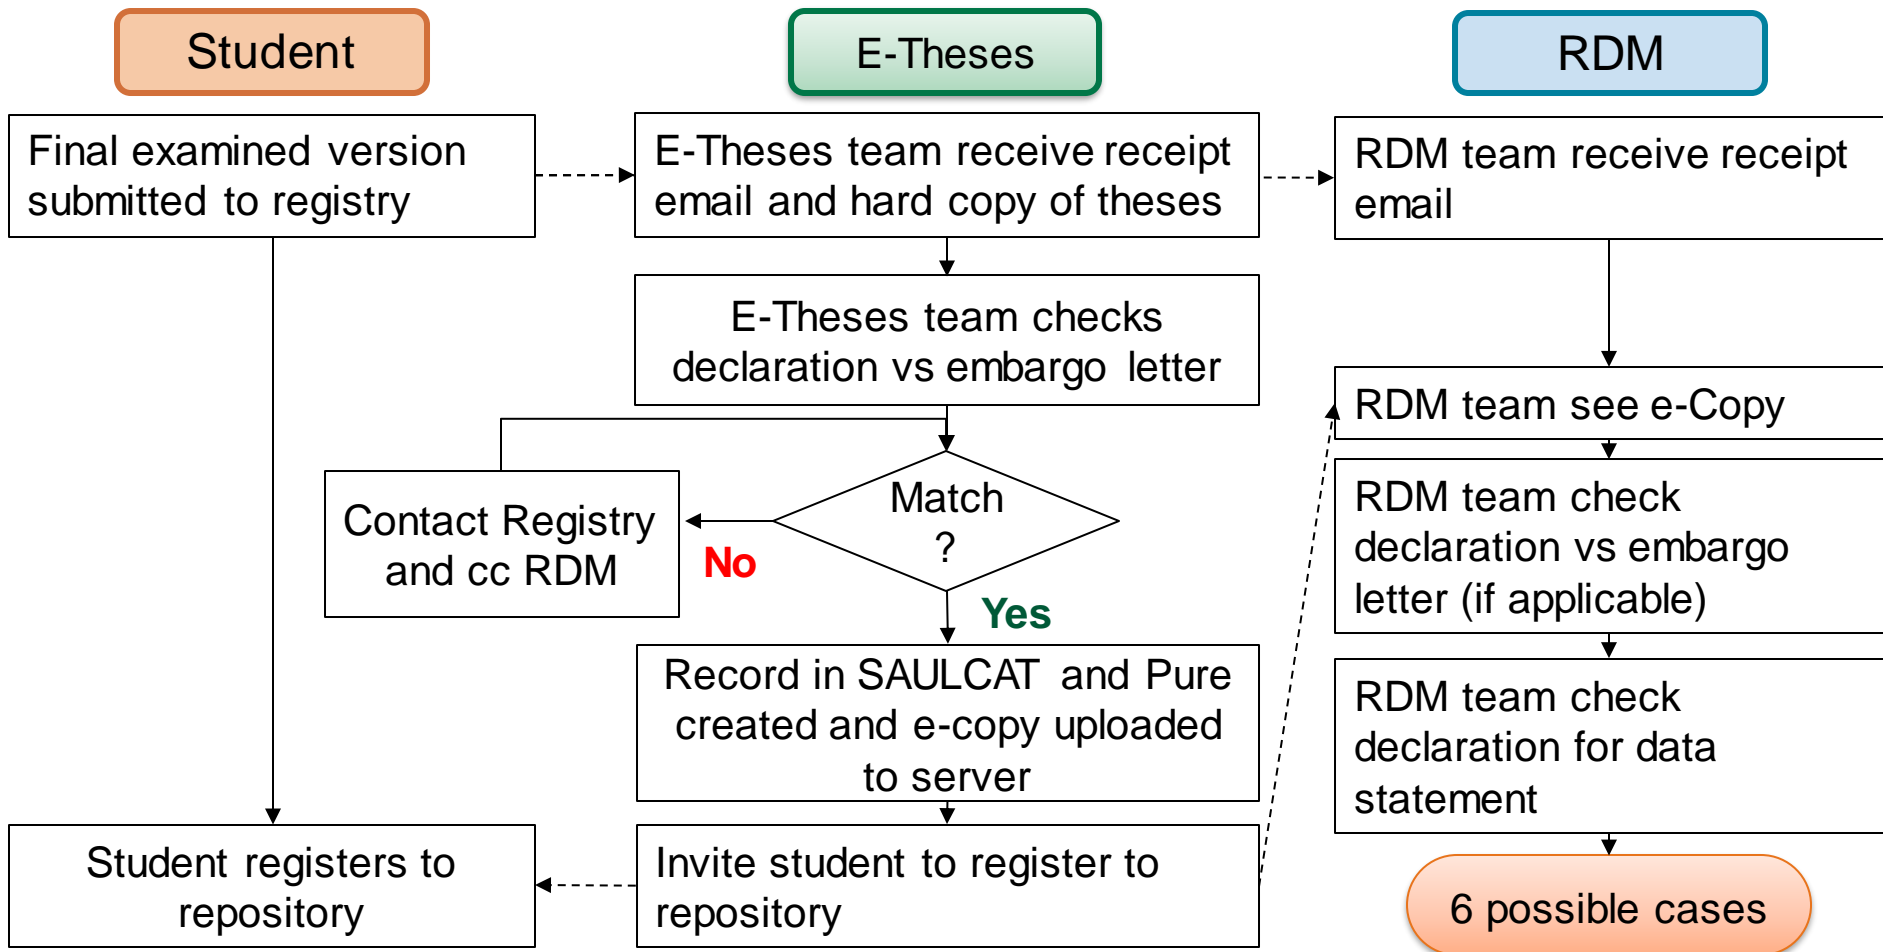 Student
E-Theses
RDM
Final examined version
submitted to registry
E-Theses team receive receipt
email and hard copy of theses
RDM team receive receipt
email
E-Theses team checks
declaration vs embargo letter
RDM team see e-Copy
Match
?
Contact Registry
and cc RDM
No
Yes
RDM team check
declaration vs embargo
letter (if applicable)
Record in SAULCAT and Pure
created and e-copy uploaded
to server
RDM team check
declaration for data
statement
Student registers to
repository
Invite student to register to
repository
6 possible cases